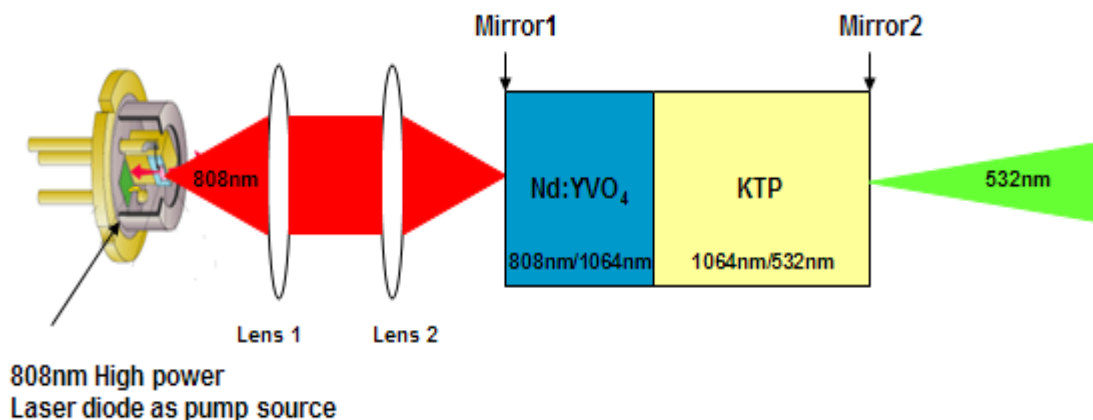 Mirror1
Mirror2
808nm
Nd:YVO₄
KTP
532nm
808nm/1064nm
1064nm/532nm
Lens 1
Lens 2
808nm High power
Laser diode as pump source